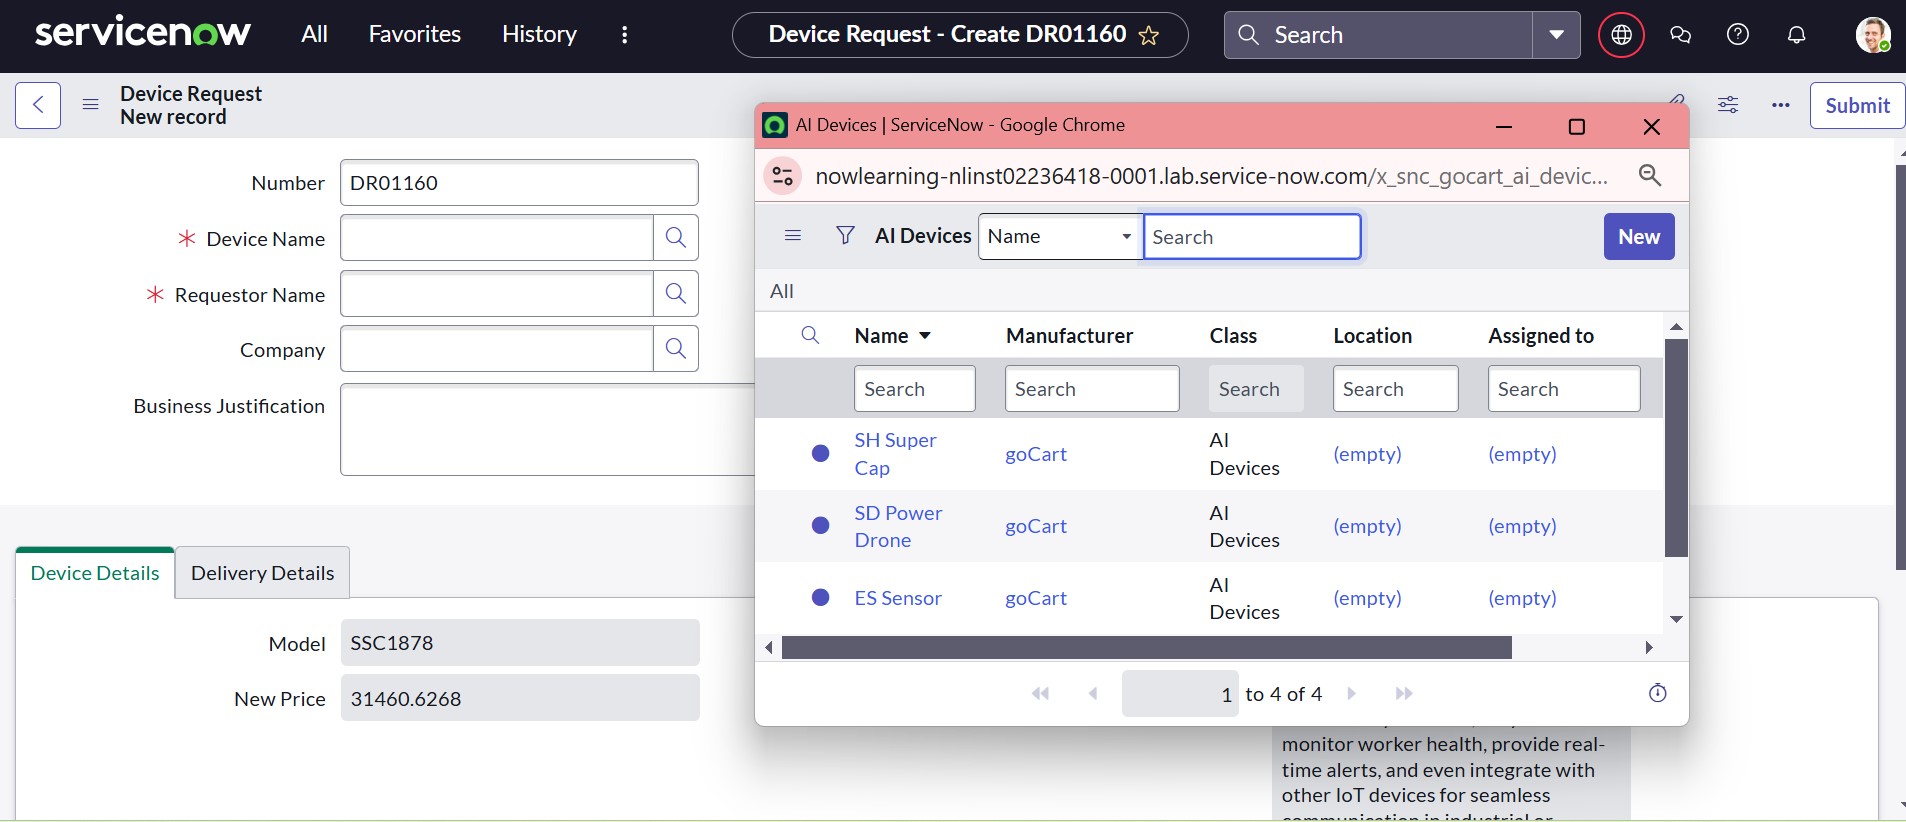 servicenow
All
Favorites
History
Device Request - Create DR01160
Search
Device Request
New record
Submit
Number
DR01160
Device Name
Requestor Name
Company
Business Justification
Device Details
Delivery Details
Model
SSC1878
New Price
31460.6268
AI Devices | ServiceNow - Google Chrome
nowlearning-nlinst02236418-0001.lab.service-now.com/x_snc_gocart_ai_devic...
AI Devices
Name
Search
New
All
Name Manufacturer Class Location Assigned to
Search Search Search Search Search
SH Super Cap goCart AI Devices (empty) (empty)
SD Power Drone goCart AI Devices (empty) (empty)
ES Sensor goCart AI Devices (empty) (empty)
1 to 4 of 4
monitor worker health, provide real-
time alerts, and even integrate with
other IoT devices for seamless